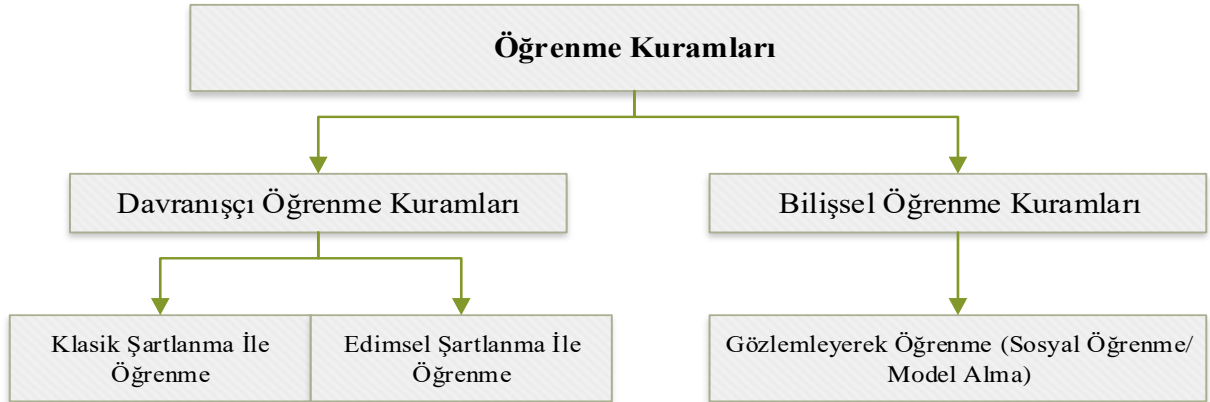 Öğrenme Kuramları
Davranışçı Öğrenme Kuramları
Bilişsel Öğrenme Kuramları
Klasik Şartlanma İle
Öğrenme
Edimsel Şartlanma İle
Öğrenme
Gözlemleyerek Öğrenme (Sosyal Öğrenme/
Model Alma)